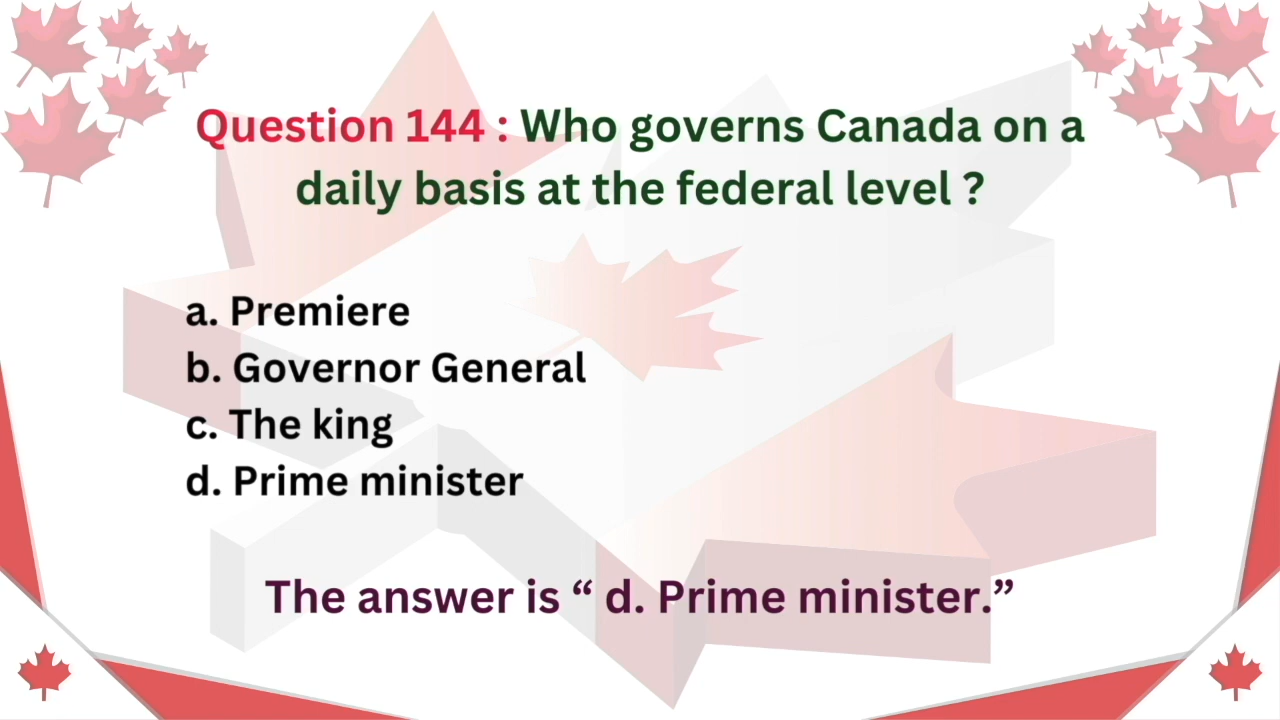 Question 144 : Who governs Canada on a
daily basis at the federal level ?
a. Premiere
b. Governor General
c. The king
d. Prime minister
The answer is “ d. Prime minister.”